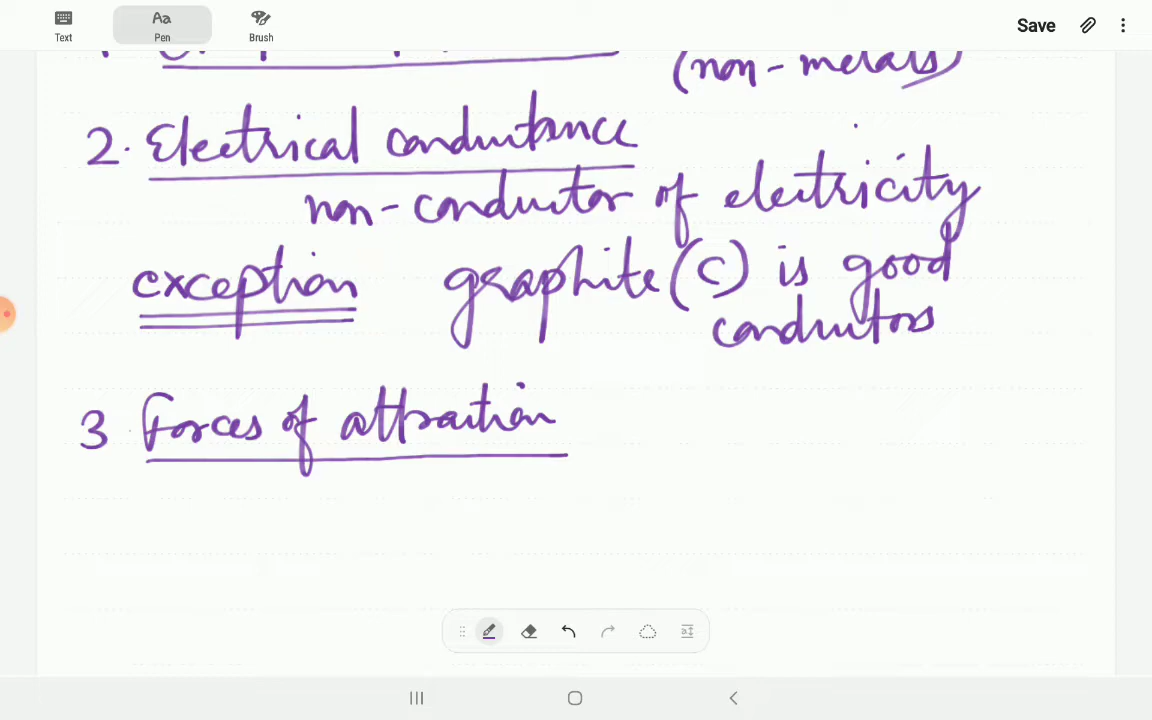 Text
Aa
Pen
Brush
Save
(non-metals)
2. Electrical conductance
non-conductor of electricity
exception graphite (C) is good
conductors
3 Forces of attraction